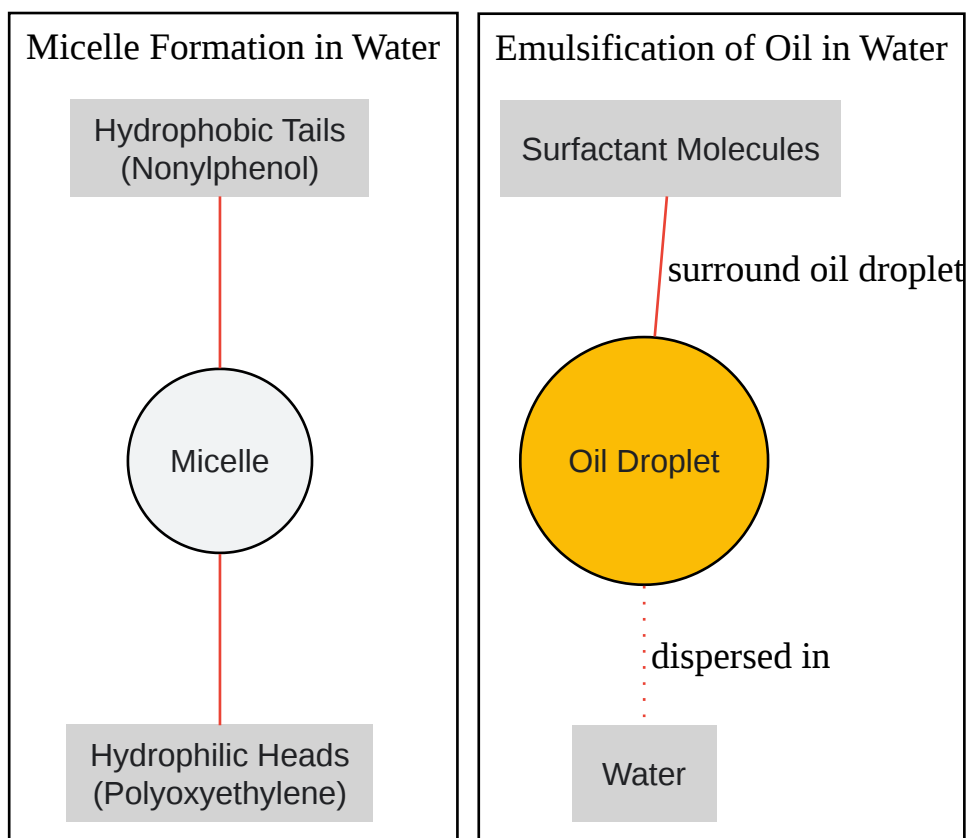 Micelle Formation in Water
Hydrophobic Tails
(Nonylphenol)
Micelle
Hydrophilic Heads
(Polyoxyethylene)
Emulsification of Oil in Water
Surfactant Molecules
surround oil droplet
Oil Droplet
dispersed in
Water